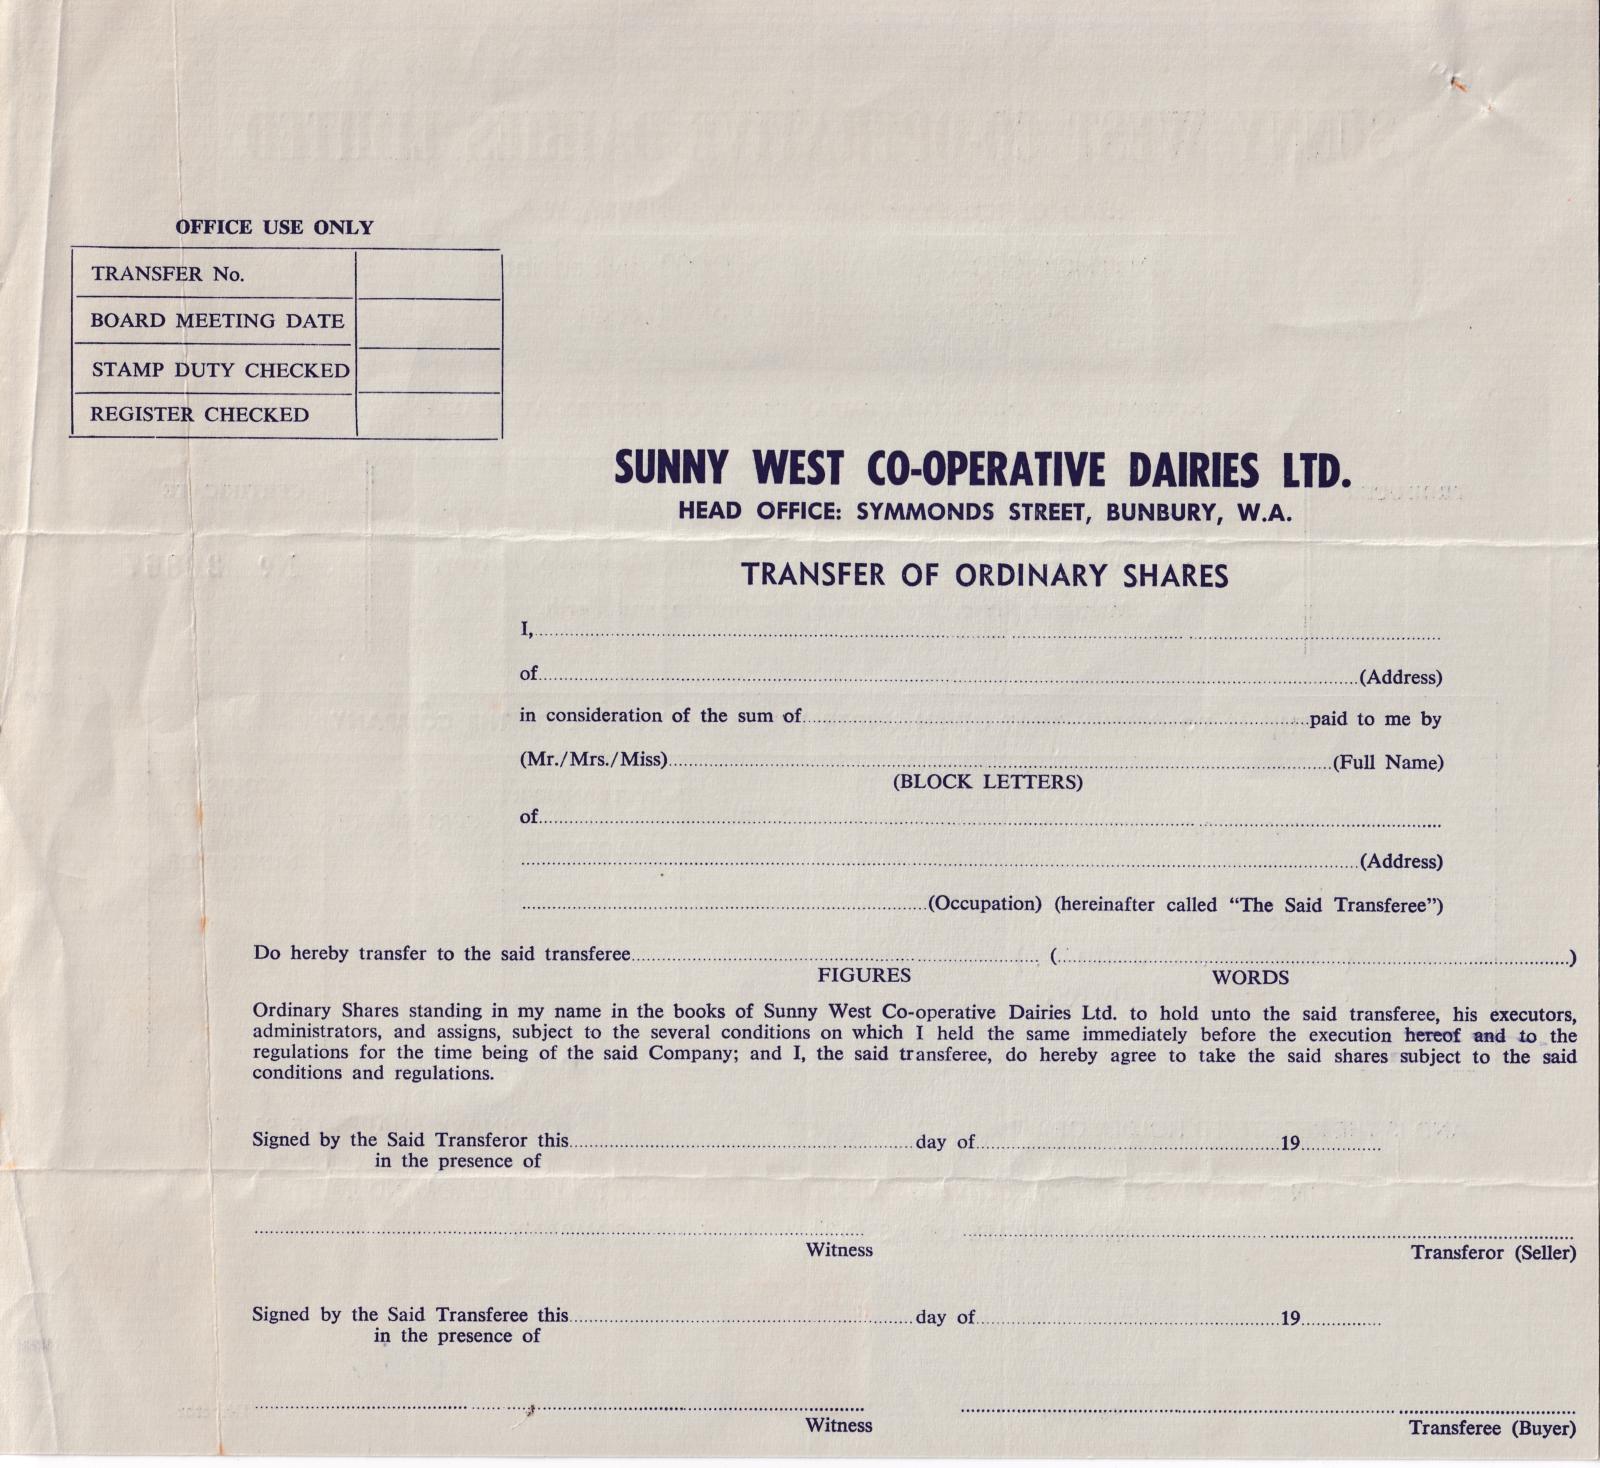 OFFICE USE ONLY
TRANSFER No.
BOARD MEETING DATE
STAMP DUTY CHECKED
REGISTER CHECKED
SUNNY WEST CO-OPERATIVE DAIRIES LTD.
HEAD OFFICE: SYMMONDS STREET, BUNBURY, W.A.
TRANSFER OF ORDINARY SHARES
I,
of (Address)
in consideration of the sum of paid to me by
(Mr./Mrs./Miss) (Full Name)
(BLOCK LETTERS)
of
(Address)
(Occupation) (hereinafter called "The Said Transferee")
Do hereby transfer to the said transferee ( )
FIGURES WORDS
Ordinary Shares standing in my name in the books of Sunny West Co-operative Dairies Ltd. to hold unto the said transferee, his executors,
administrators, and assigns, subject to the several conditions on which I held the same immediately before the execution hereof and to the
regulations for the time being of the said Company; and I, the said transferee, do hereby agree to take the said shares subject to the said
conditions and regulations.
Signed by the Said Transferor this day of 19
in the presence of
Witness Transferor (Seller)
Signed by the Said Transferee this day of 19
in the presence of
Witness Transferee (Buyer)